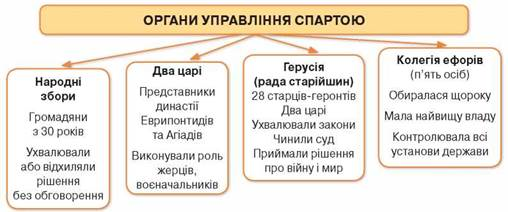 ОРГАНИ УПРАВЛІННЯ СПАРТОЮ
Народні
збори
Громадяни
з 30 років
Ухвалювали
або відхиляли
рішення
без обговорення
Два царі
Представники
династії
Еврипонтидів
та Агіадів
Виконували роль
жерців,
воєначальників
Герусія
(рада старійшин)
28 старців-геронтів
Два царі
Ухвалювали закони
Чинили суд
Приймали рішення
про війну і мир
Колегія ефорів
(п'ять осіб)
Обиралася щороку
Мала найвищу владу
Контролювала всі
установи держави